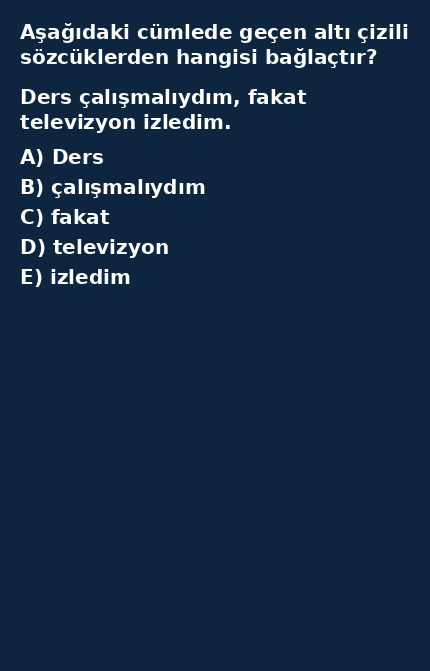 Aşağıdaki cümlede geçen altı çizili
sözcüklerden hangisi bağlaçtır?
Ders çalışmalıydım, fakat
televizyon izledim.
A) Ders
B) çalışmalıydım
C) fakat
D) televizyon
E) izledim